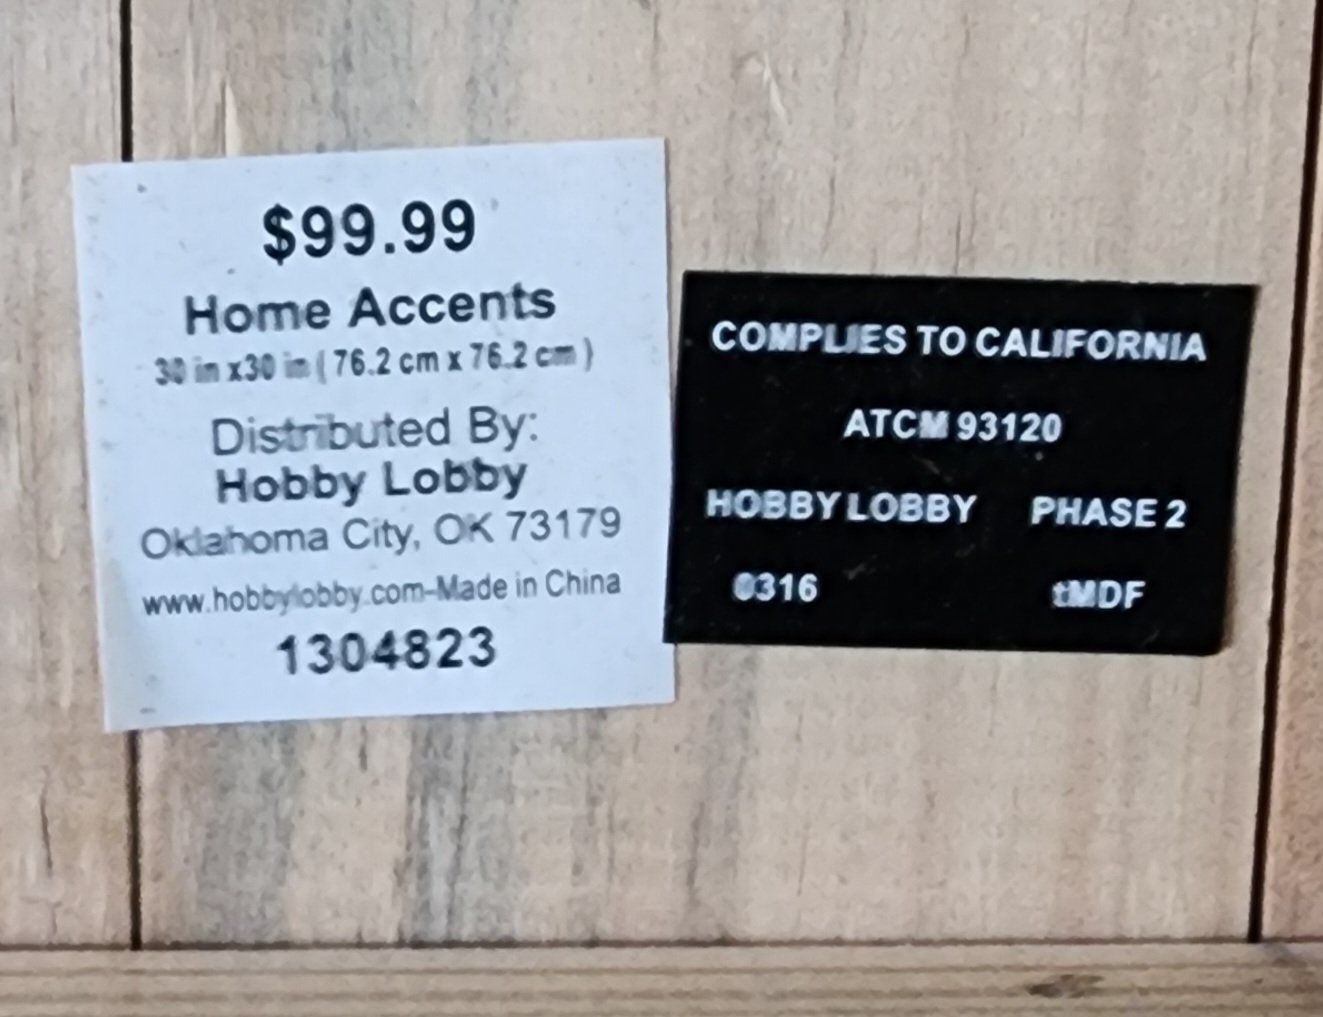 $99.99
Home Accents
30 in x30 in ( 76.2 cm x 76.2 cm )
Distributed By:
Hobby Lobby
Oklahoma City, OK 73179
www.hobbylobby.com-Made in China
1304823
COMPLIES TO CALIFORNIA
ATCM 93120
HOBBY LOBBY PHASE 2
0316 tMDF